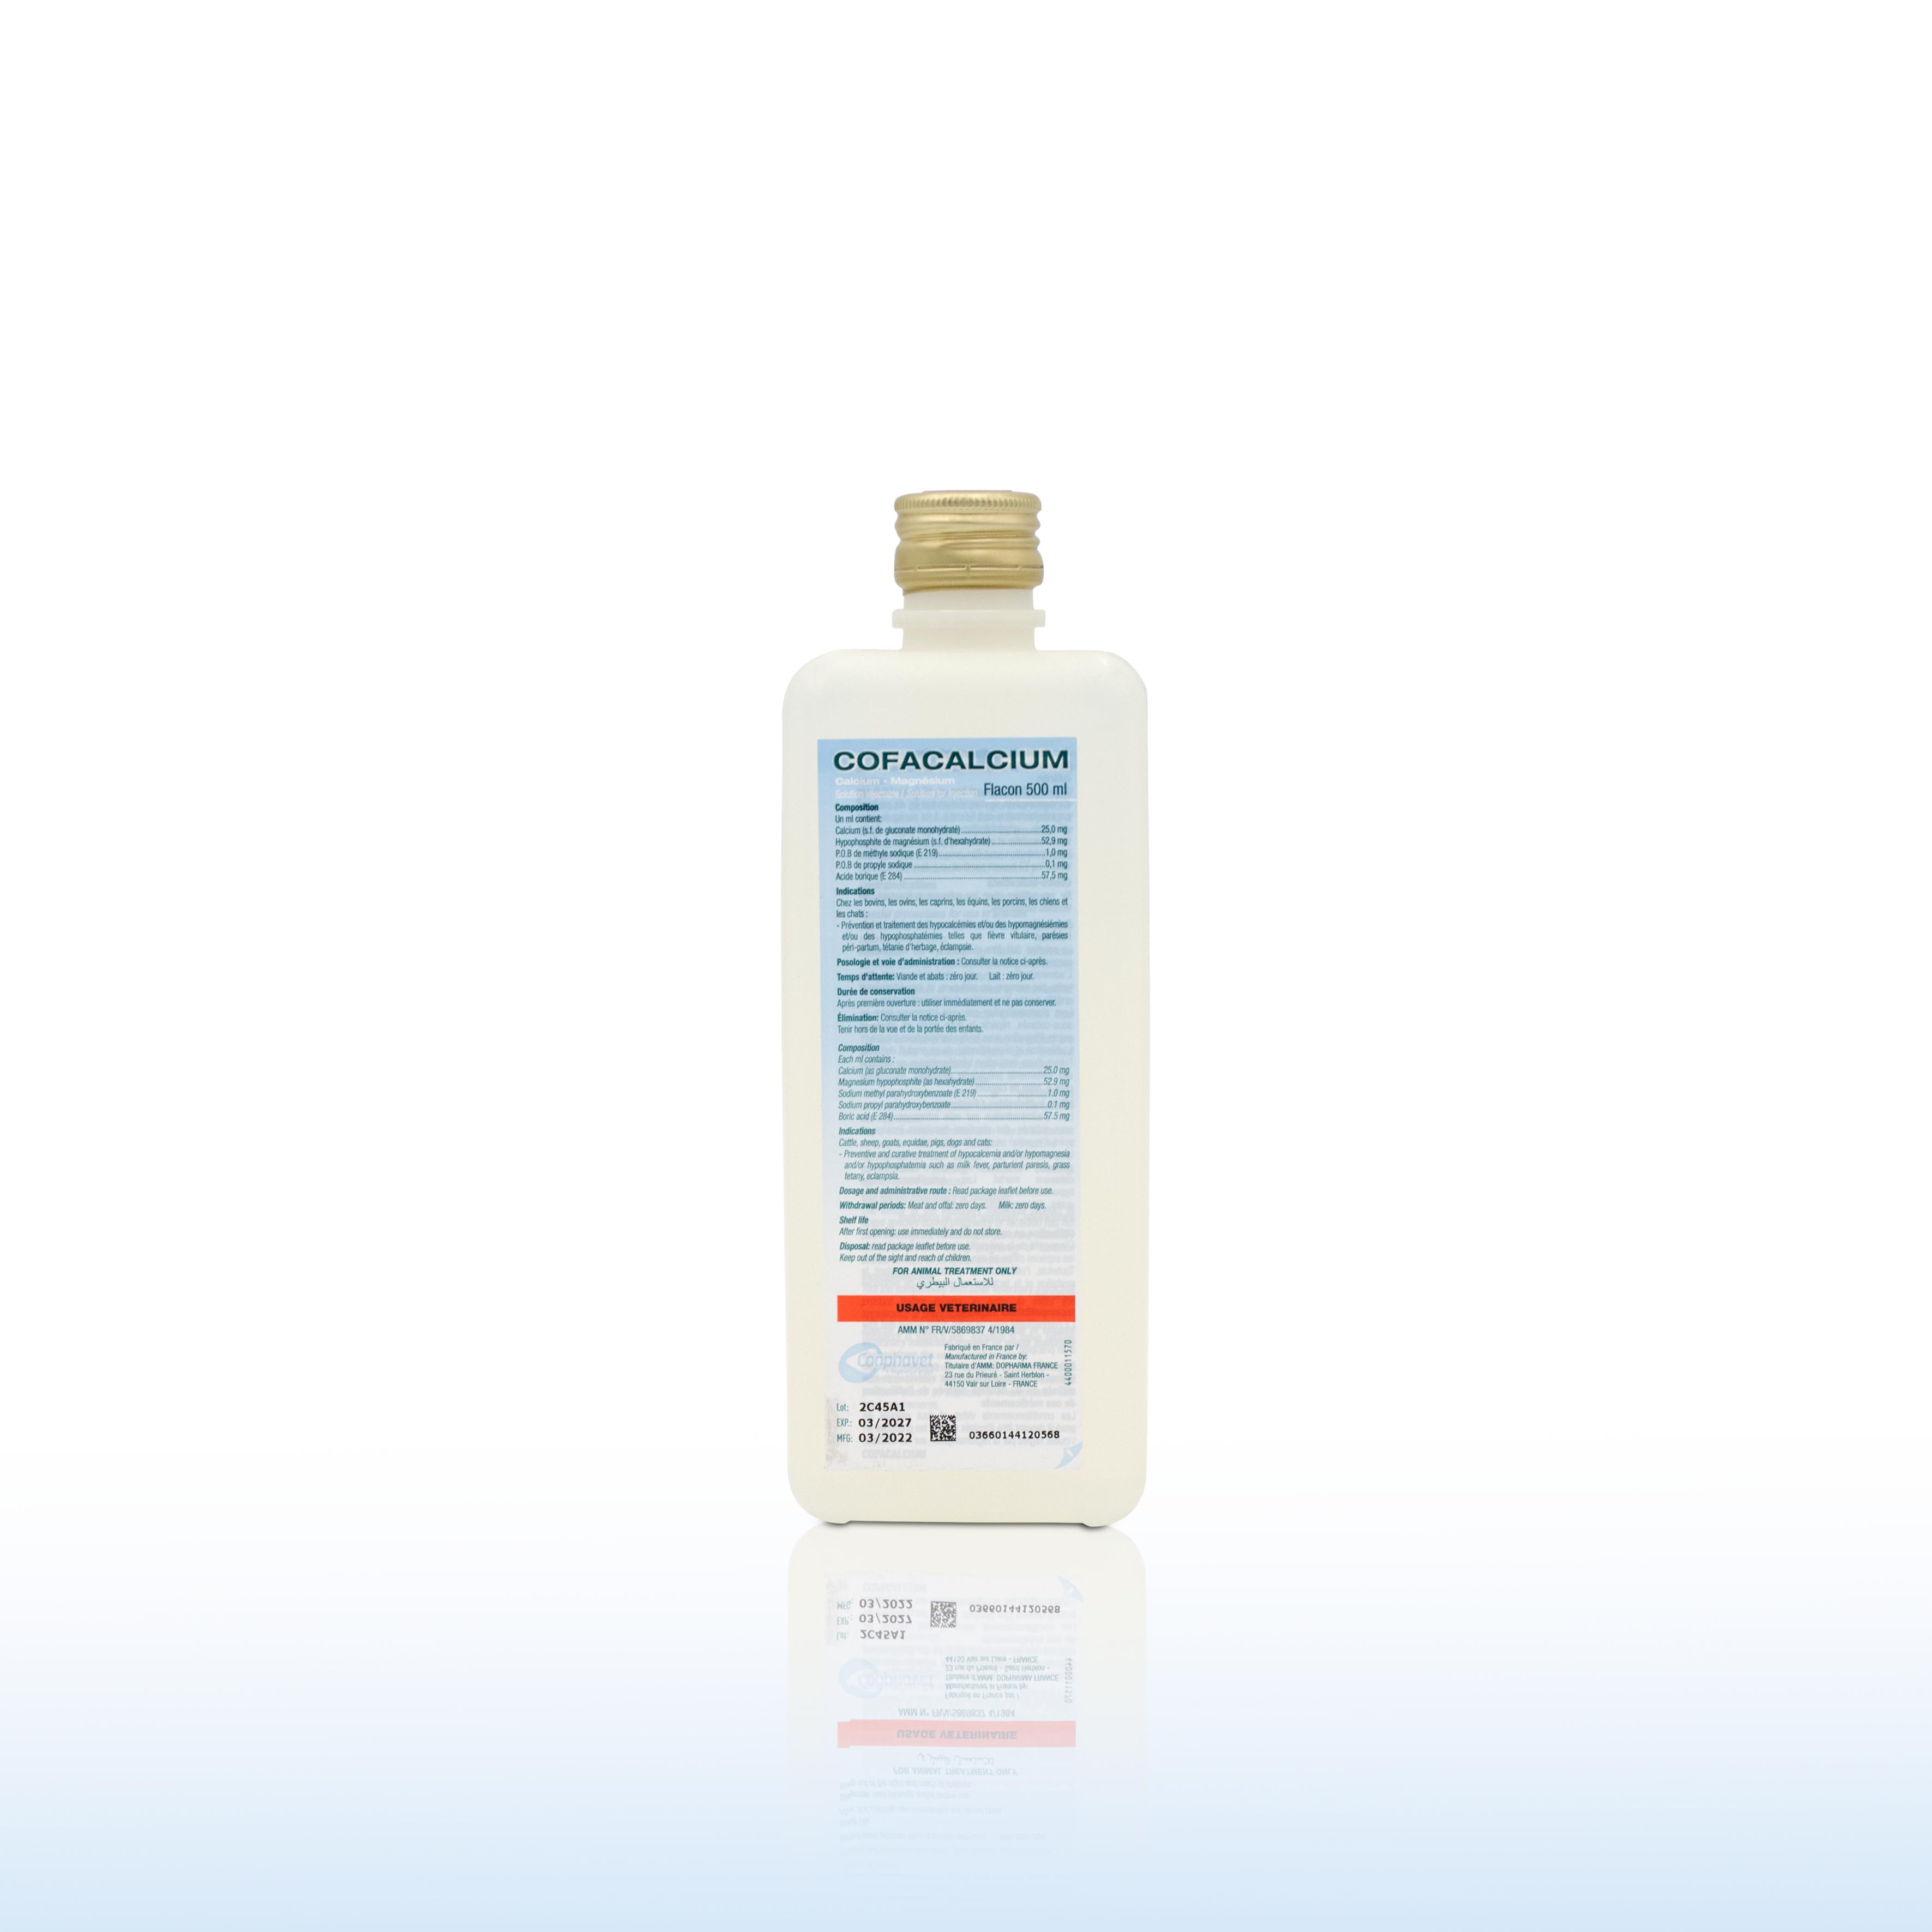 COFACALCIUM
Calcium - Magnésium
Solution injectable / Solution for injection Flacon 500 ml
Composition
Un ml contient:
Calcium (s.f. de gluconate monohydraté) 25,0 mg
Hypophosphite de magnésium (s.f. d'hexahydrate) 52,9 mg
P.O.B de méthyle sodique (E 219) 1,0 mg
P.O.B de propyle sodique 0,1 mg
Acide borique (E 284) 57,5 mg
Indications
Chez les bovins, les ovins, les caprins, les équins, les porcins, les chiens et
les chats :
- Prévention et traitement des hypocalcémies et/ou des hypomagnésiémies
et/ou des hypophosphatémies telles que fièvre vitulaire, parésies
péri-partum, tétanie d'herbage, éclampsie.
Posologie et voie d'administration : Consulter la notice ci-après.
Temps d'attente: Viande et abats : zéro jour. Lait : zéro jour.
Durée de conservation
Après première ouverture : utiliser immédiatement et ne pas conserver.
Élimination: Consulter la notice ci-après.
Tenir hors de la vue et de la portée des enfants.
Composition
Each ml contains :
Calcium (as gluconate monohydrate) 25.0 mg
Magnesium hypophosphite (as hexahydrate) 52.9 mg
Sodium methyl parahydroxybenzoate (E 219) 1.0 mg
Sodium propyl parahydroxybenzoate 0.1 mg
Boric acid (E 284) 57.5 mg
Indications
Cattle, sheep, goats, equidae, pigs, dogs and cats:
- Preventive and curative treatment of hypocalcemia and/or hypomagnesia
and/or hypophosphatemia such as milk fever, parturient paresis, grass
tetany, eclampsia.
Dosage and administrative route : Read package leaflet before use.
Withdrawal periods: Meat and offal: zero days. Milk: zero days.
Shelf life
After first opening: use immediately and do not store.
Disposal: read package leaflet before use.
Keep out of the sight and reach of children.
FOR ANIMAL TREATMENT ONLY
للاستعمال البيطري
USAGE VETERINAIRE
AMM N° FR/V/5869837 4/1984
Coophavet
Fabriqué en France par /
Manufactured in France by:
Titulaire d'AMM: DOPHARMA FRANCE
23 rue du Prieuré - Saint Herblon -
44150 Vair sur Loire - FRANCE
4400011570
Lot: 2C45A1
EXP.: 03/2027
MFG: 03/2022
03660144120568